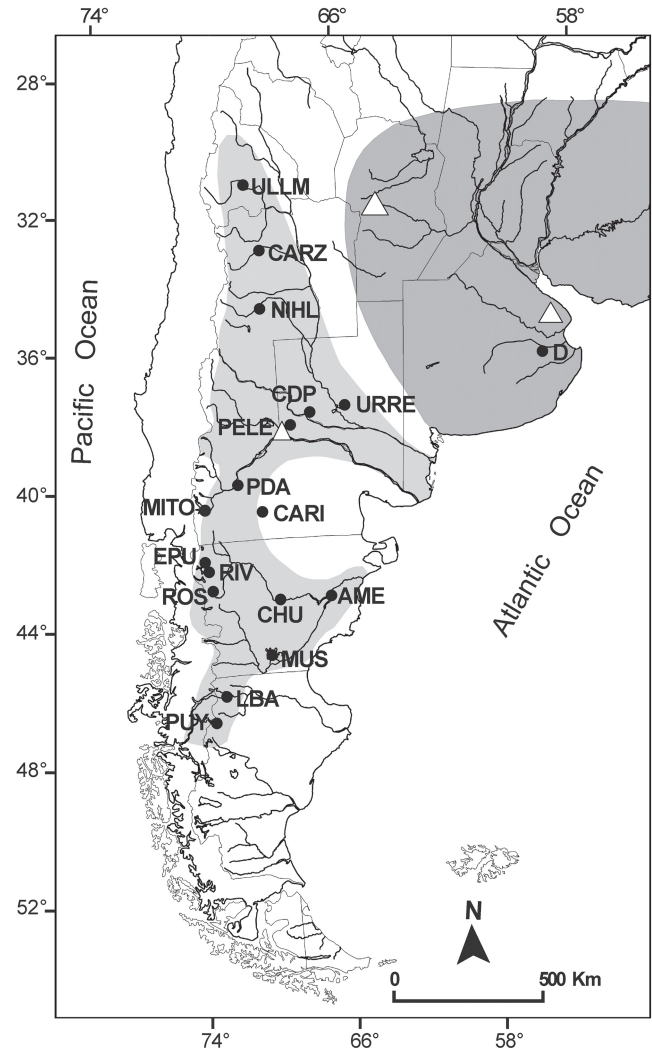 74° 66° 58°
28°
32°
36°
40°
44°
48°
52°
Pacific Ocean
Atlantic Ocean
ULLM
CARZ
NIHL
D
CDP
URRE
PELE
PDA
MITO
CARI
EPU
RIV
ROS
CHU
AME
MUS
LBA
PUY
N
0 500 Km
74° 66° 58°